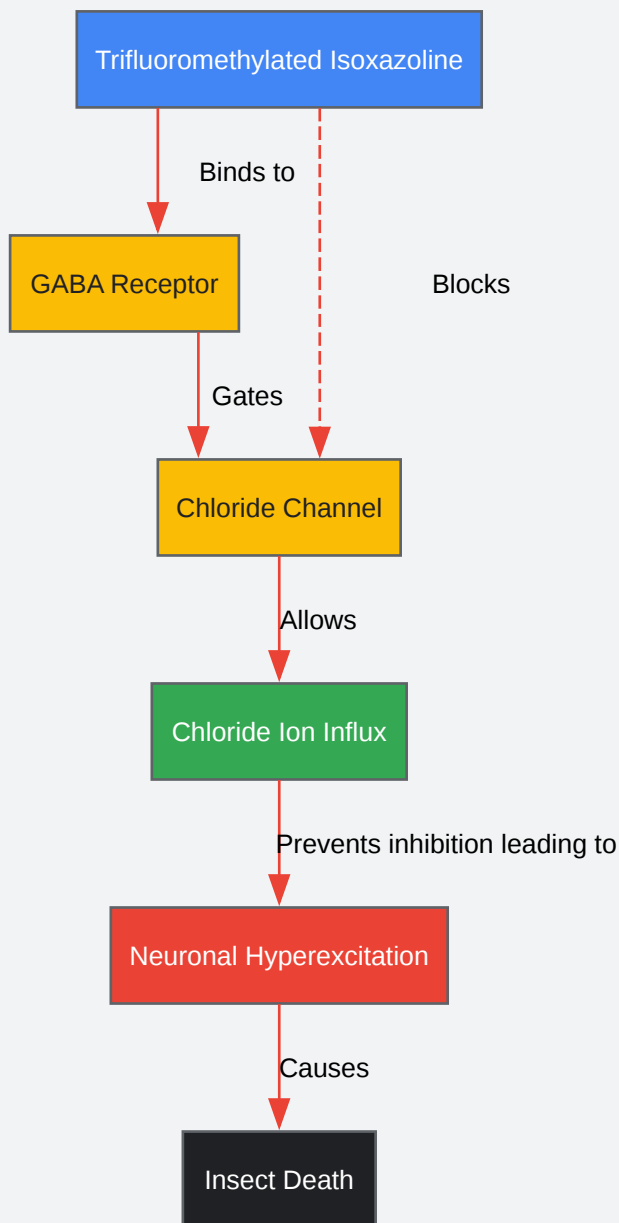 Trifluoromethylated Isoxazoline
Binds to
GABA Receptor
Blocks
Gates
Chloride Channel
Allows
Chloride Ion Influx
Prevents inhibition leading to
Neuronal Hyperexcitation
Causes
Insect Death